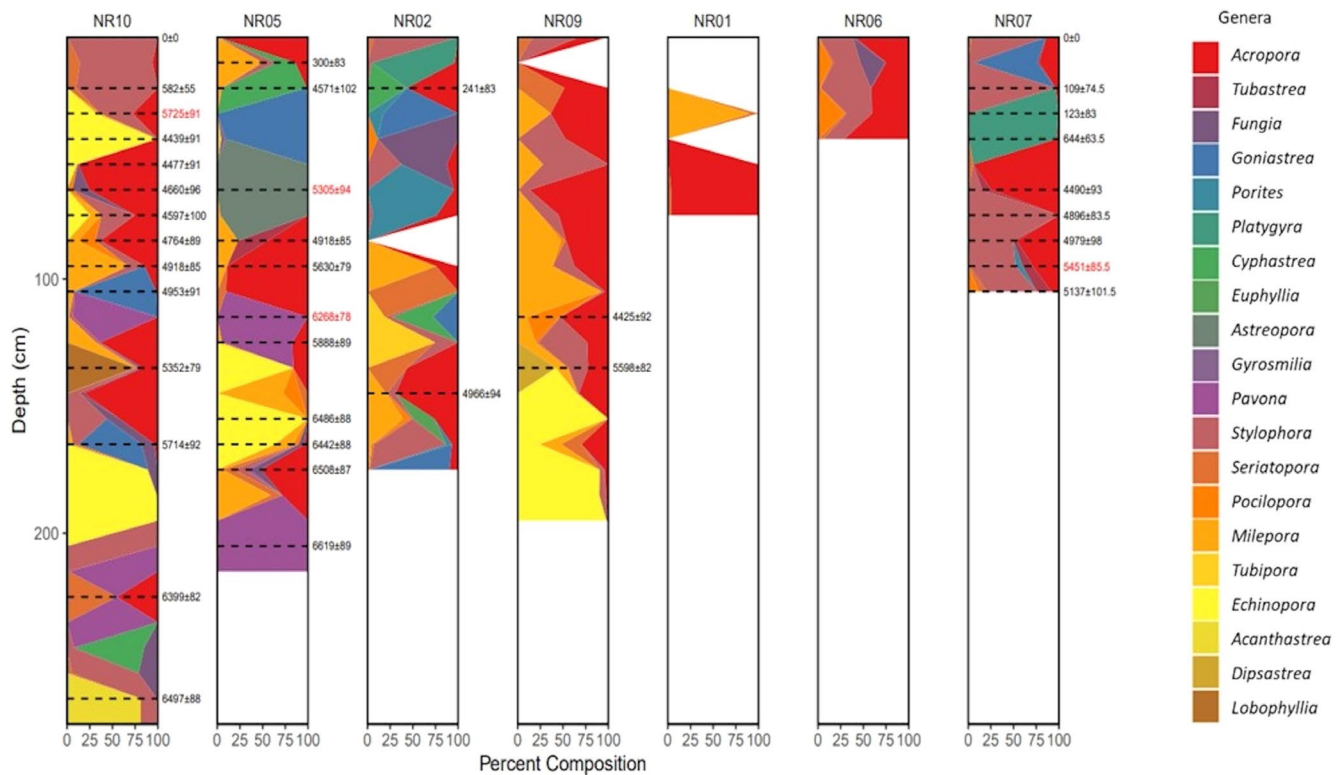 NR10 NR05 NR02 NR09 NR01 NR06 NR07
Genera
Acropora
Tubastrea
Fungia
Goniastrea
Porites
Platygyra
Cyphastrea
Euphyllia
Astreopora
Gyrosmilia
Pavona
Stylophora
Seriatopora
Pocilopora
Milepora
Tubipora
Echinopora
Acanthastrea
Dipsastrea
Lobophyllia
Depth (cm)
100
200
0±0
582±55
5725±91
4439±91
4477±91
4660±96
4597±100
4764±89
4918±85
4953±91
5352±79
5714±92
6399±82
6497±88
300±83
4571±102
5305±94
4918±85
5630±79
6268±78
5888±89
6486±88
6442±88
6508±87
6619±89
241±83
4966±94
4425±92
5598±82
0±0
109±74.5
123±83
644±63.5
4490±93
4896±83.5
4979±98
5451±85.5
5137±101.5
0 25 50 75 100 0 25 50 75 100 0 25 50 75 100 0 25 50 75 100 0 25 50 75 100 0 25 50 75 100 0 25 50 75 100
Percent Composition